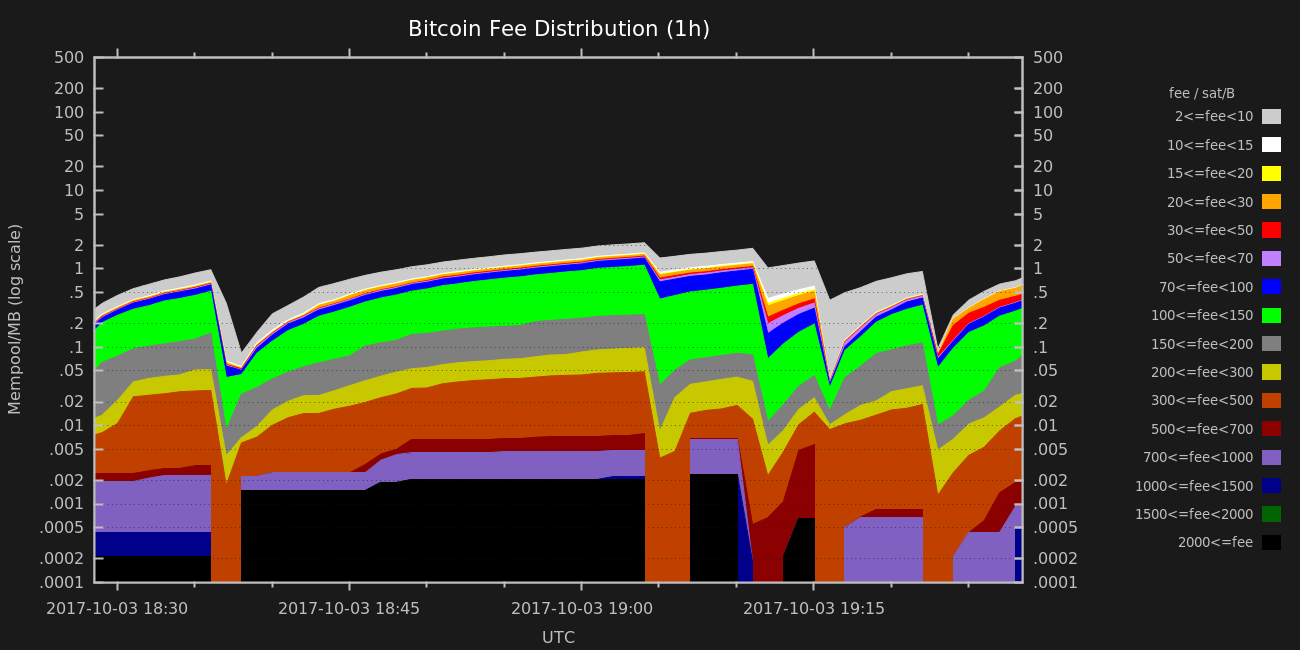 Bitcoin Fee Distribution (1h)
Mempool/MB (log scale)
500
200
100
50
20
10
5
2
1
.5
.2
.1
.05
.02
.01
.005
.002
.001
.0005
.0002
.0001
500
200
100
50
20
10
5
2
1
.5
.2
.1
.05
.02
.01
.005
.002
.001
.0005
.0002
.0001
2017-10-03 18:30
2017-10-03 18:45
2017-10-03 19:00
2017-10-03 19:15
UTC
fee / sat/B
2<=fee<10
10<=fee<15
15<=fee<20
20<=fee<30
30<=fee<50
50<=fee<70
70<=fee<100
100<=fee<150
150<=fee<200
200<=fee<300
300<=fee<500
500<=fee<700
700<=fee<1000
1000<=fee<1500
1500<=fee<2000
2000<=fee